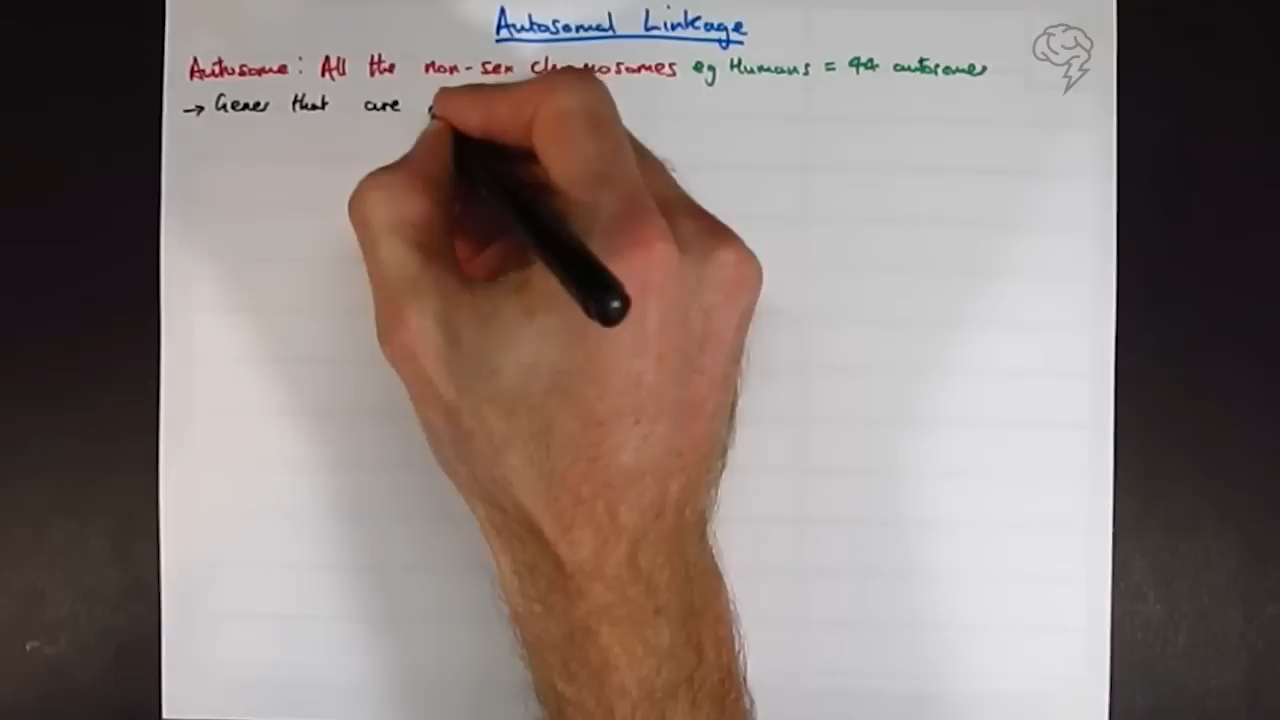 Autosomal Linkage
Autosome: All the non-sex chromosomes eg Humans = 44 autosomes
→ Genes that are